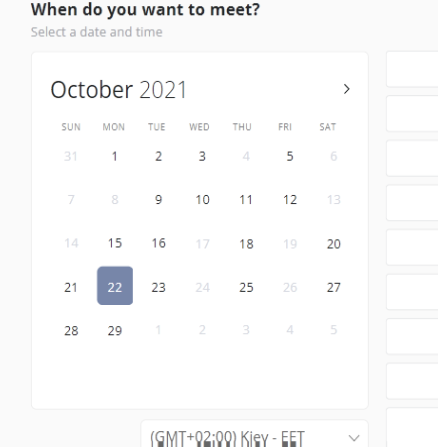 When do you want to meet?
Select a date and time
October 2021
SUN MON TUE WED THU FRI SAT
31 1 2 3 4 5 6
7 8 9 10 11 12 13
14 15 16 17 18 19 20
21 22 23 24 25 26 27
28 29 1 2 3 4 5
(GMT+02:00) Kiev - EET